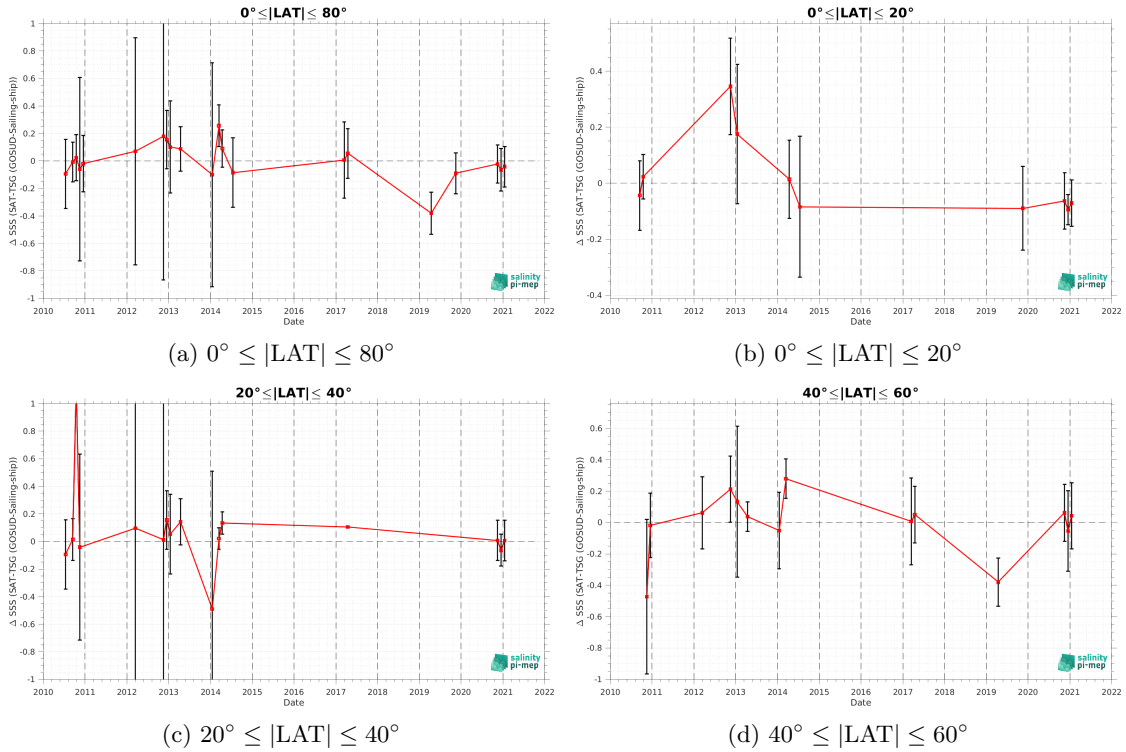 0°≤|LAT|≤ 80°
Δ SSS (SAT-TSG (GOSUD-Sailing-ship))
1
0.8
0.6
0.4
0.2
0
-0.2
-0.4
-0.6
-0.8
-1
2010 2011 2012 2013 2014 2015 2016 2017 2018 2019 2020 2021 2022
Date
salinity
pi-mep
(a) 0° ≤ |LAT| ≤ 80°
0°≤|LAT|≤ 20°
Δ SSS (SAT-TSG (GOSUD-Sailing-ship))
0.4
0.2
0
-0.2
-0.4
2010 2011 2012 2013 2014 2015 2016 2017 2018 2019 2020 2021 2022
Date
salinity
pi-mep
(b) 0° ≤ |LAT| ≤ 20°
20°≤|LAT|≤ 40°
Δ SSS (SAT-TSG (GOSUD-Sailing-ship))
1
0.8
0.6
0.4
0.2
0
-0.2
-0.4
-0.6
-0.8
-1
2010 2011 2012 2013 2014 2015 2016 2017 2018 2019 2020 2021 2022
Date
salinity
pi-mep
(c) 20° ≤ |LAT| ≤ 40°
40°≤|LAT|≤ 60°
Δ SSS (SAT-TSG (GOSUD-Sailing-ship))
0.6
0.4
0.2
0
-0.2
-0.4
-0.6
-0.8
-1
2010 2011 2012 2013 2014 2015 2016 2017 2018 2019 2020 2021 2022
Date
salinity
pi-mep
(d) 40° ≤ |LAT| ≤ 60°